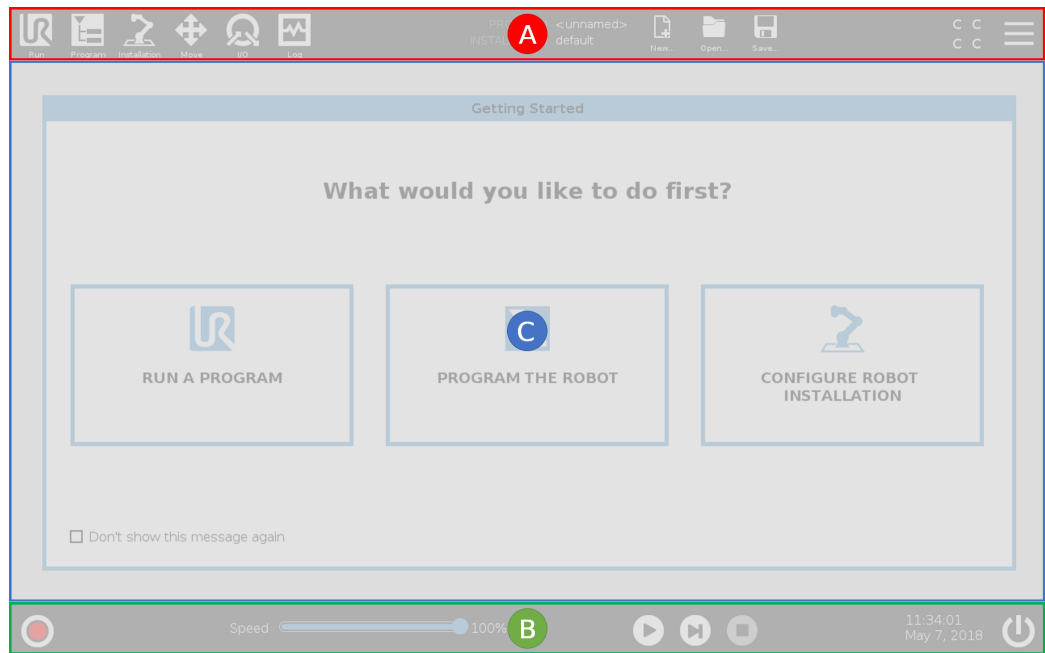 Run Program Installation Move I/O Log
PR
<unnamed>
INSTAL
default
New... Open... Save...
C C
C C
A
Getting Started
What would you like to do first?
C
RUN A PROGRAM
PROGRAM THE ROBOT
CONFIGURE ROBOT
INSTALLATION
Don't show this message again
Speed 100%
B
11:34:01
May 7, 2018